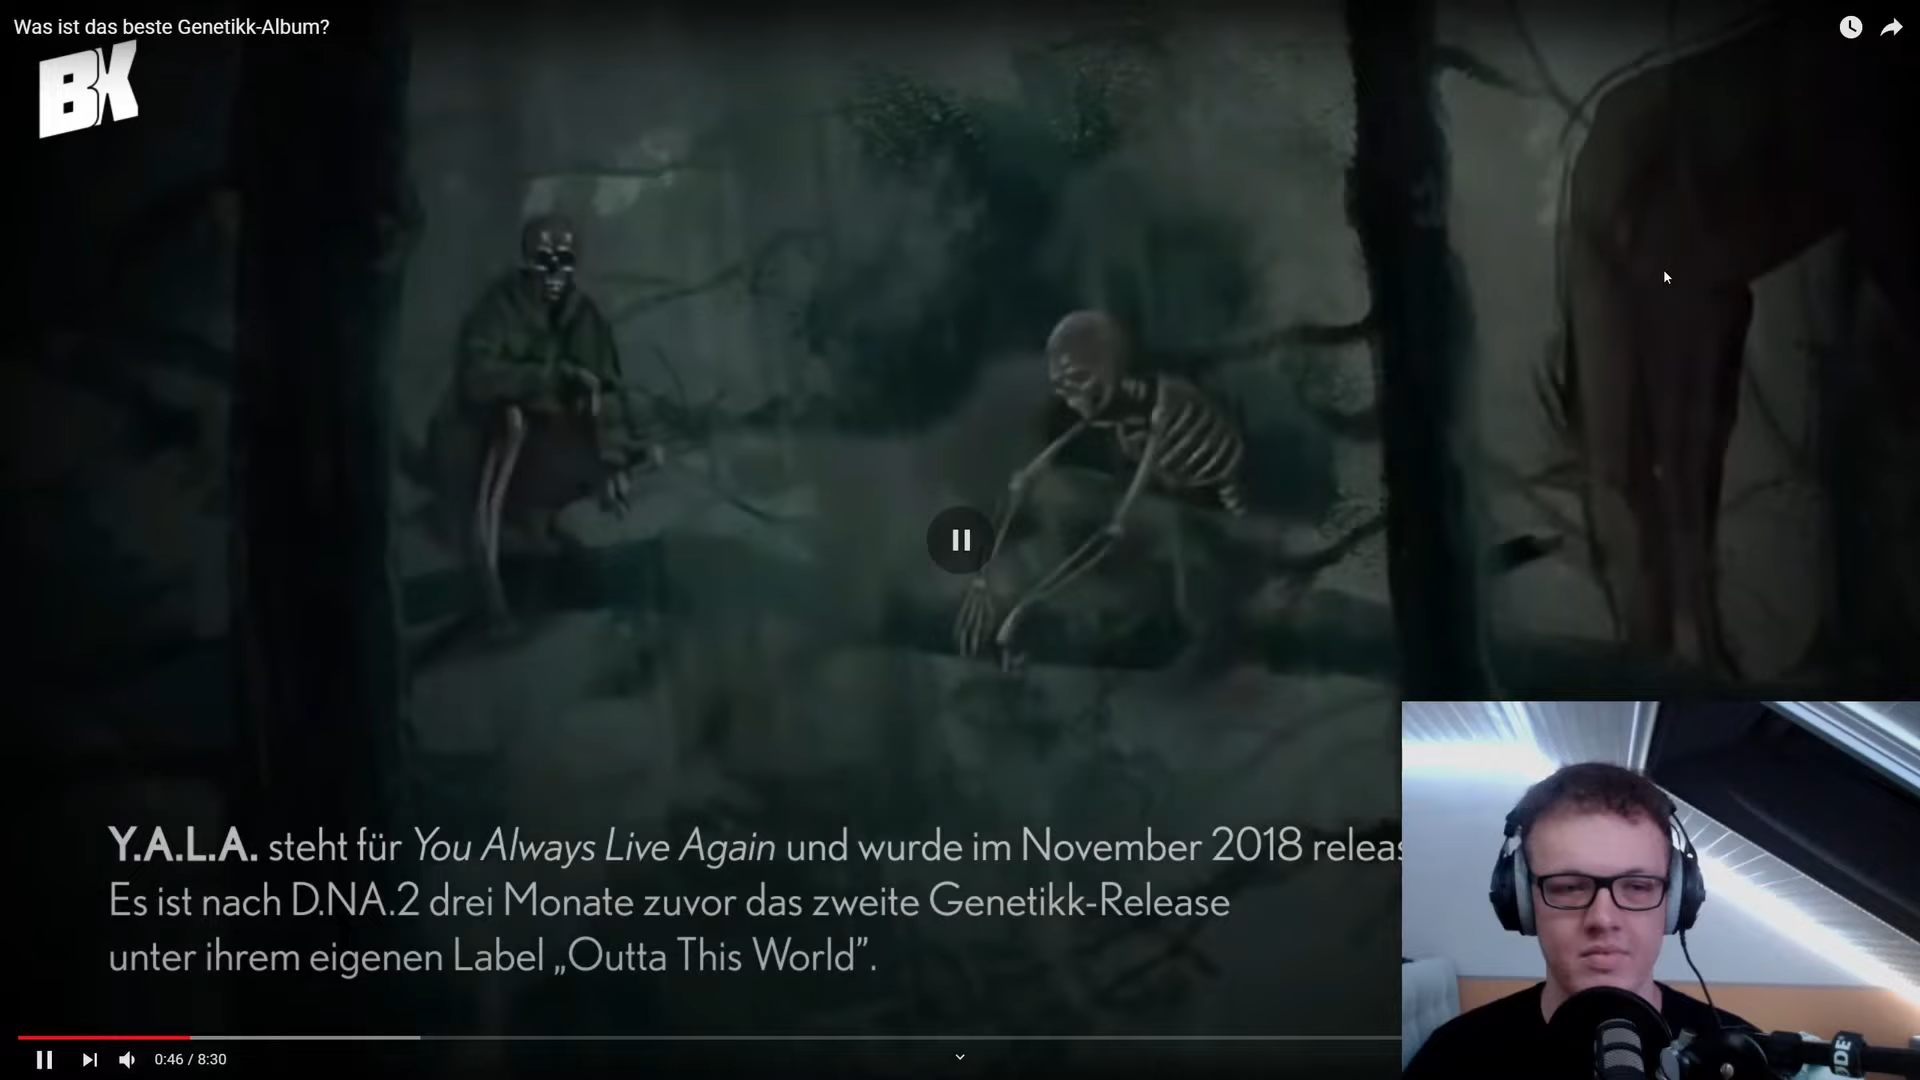 Was ist das beste Genetikk-Album?
BK
Y.A.L.A. steht für You Always Live Again und wurde im November 2018 releas
Es ist nach D.NA.2 drei Monate zuvor das zweite Genetikk-Release
unter ihrem eigenen Label „Outta This World”.
0:46 / 8:30